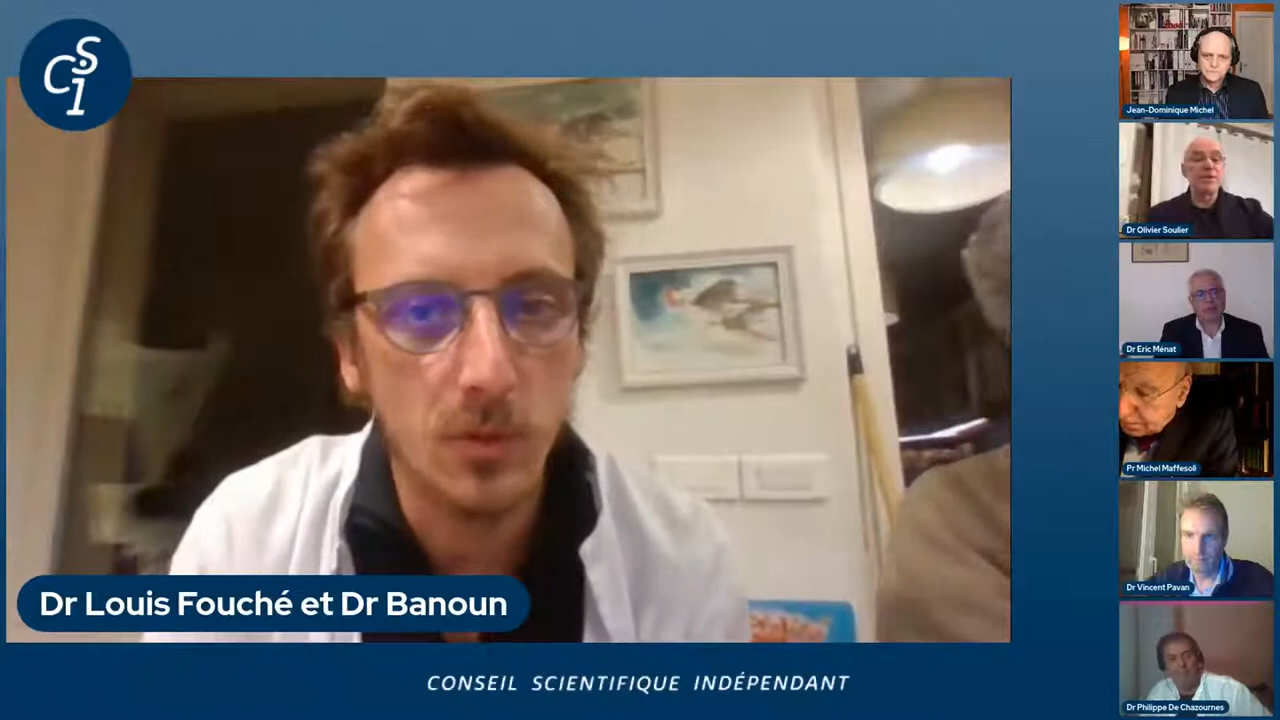 CSI
Dr Louis Fouché et Dr Banoun
CONSEIL SCIENTIFIQUE INDÉPENDANT
Jean-Dominique Michel
Dr Olivier Soulier
Dr Eric Ménat
Pr Michel Maffesoli
Dr Vincent Pavan
Dr Philippe De Chazournes